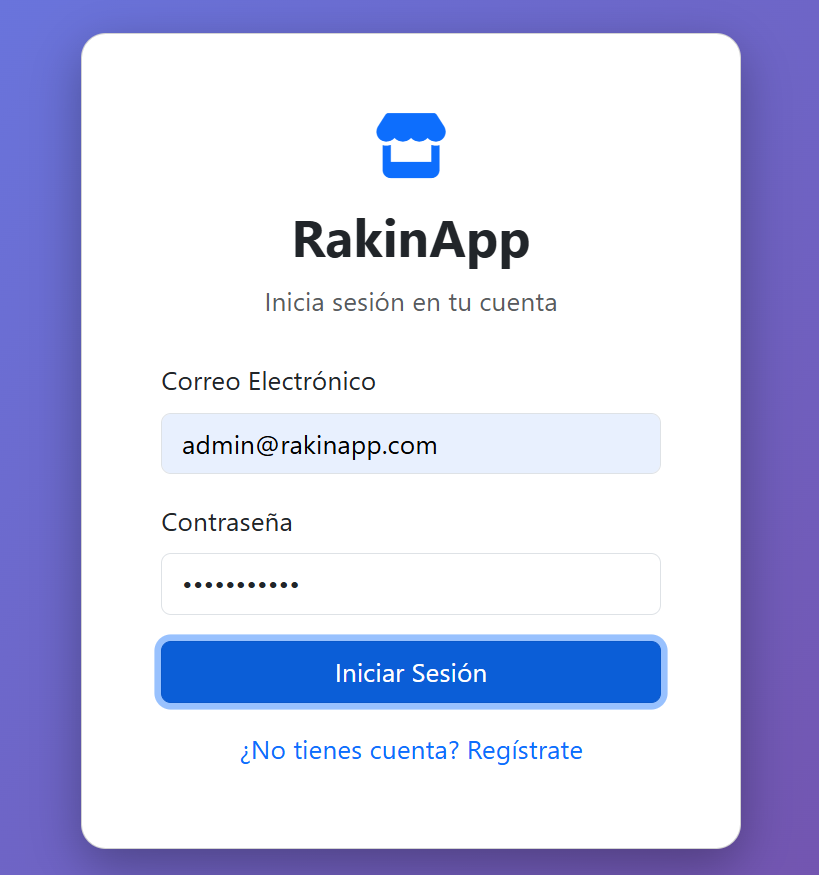 RakinApp
Inicia sesión en tu cuenta
Correo Electrónico
admin@rakinapp.com
Contraseña
•••••••••••
Iniciar Sesión
¿No tienes cuenta? Regístrate